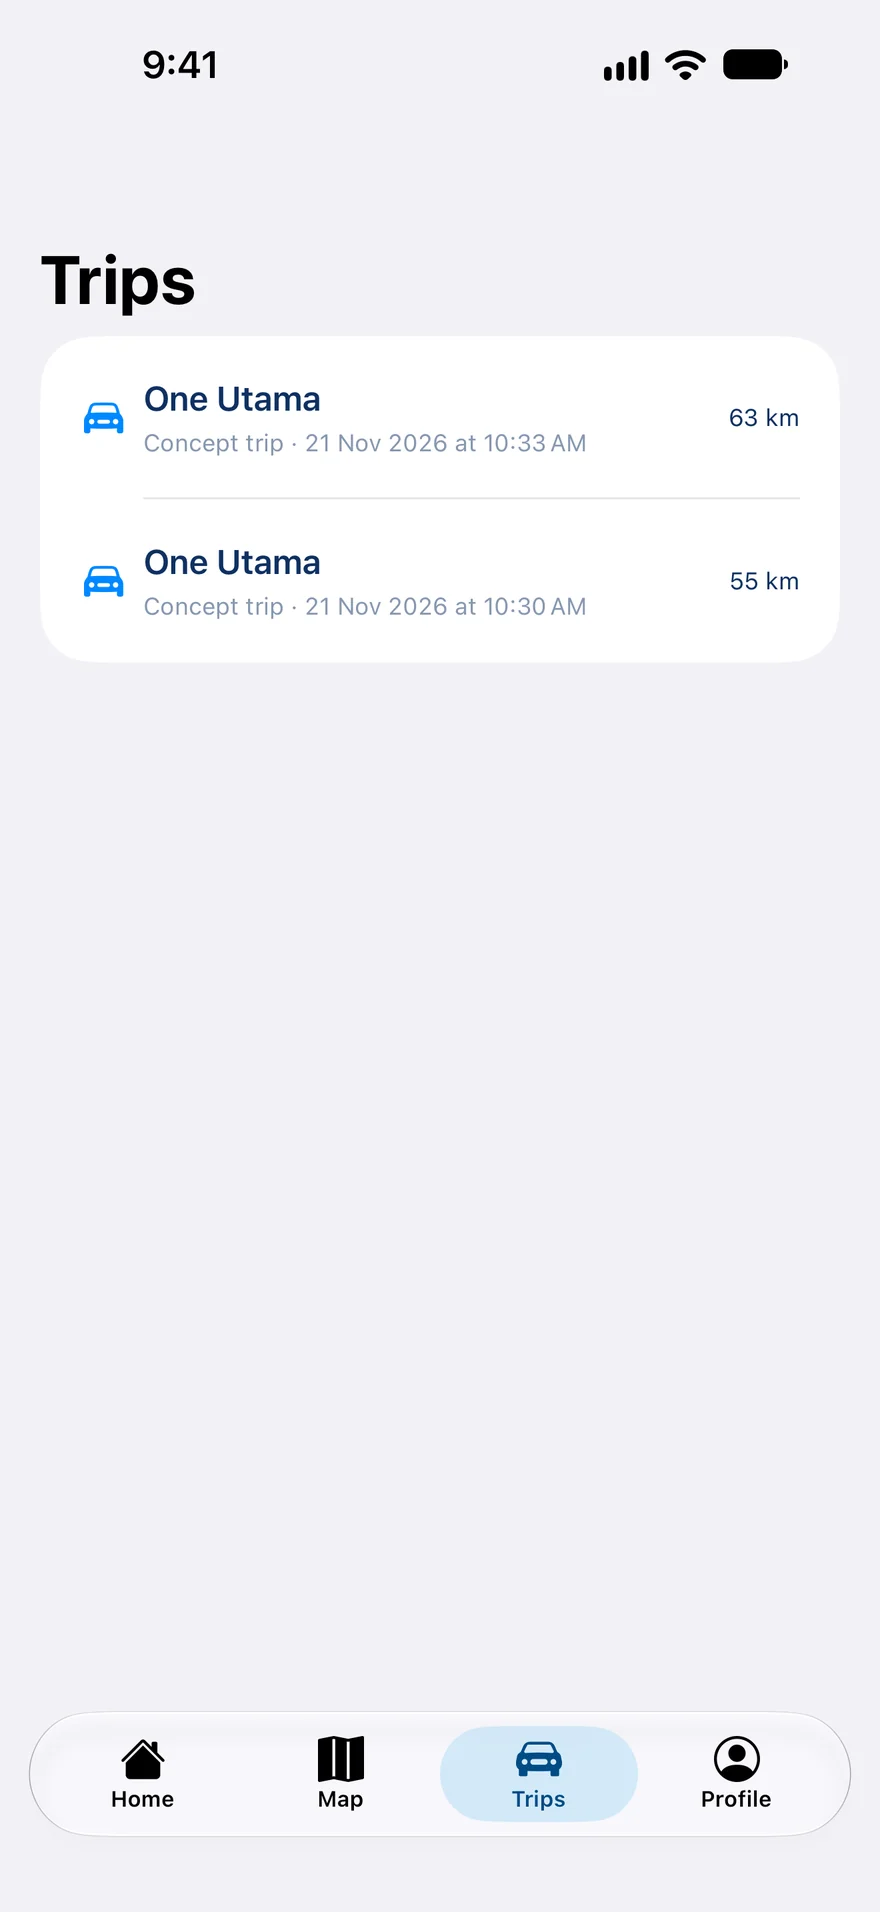 9:41
Trips
One Utama
Concept trip · 21 Nov 2026 at 10:33 AM
63 km
One Utama
Concept trip · 21 Nov 2026 at 10:30 AM
55 km
Home
Map
Trips
Profile